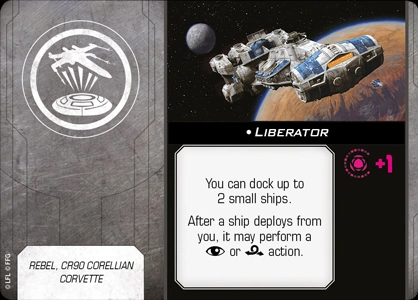 • LIBERATOR
+1
You can dock up to
2 small ships.
After a ship deploys from
you, it may perform a
or action.
REBEL, CR90 CORELLIAN
CORVETTE
©LFL ©FFG